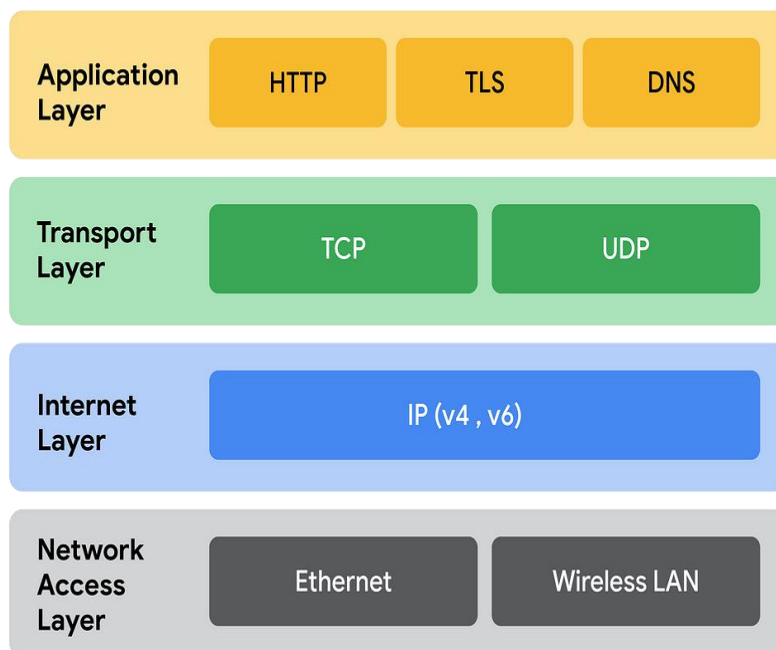 Application
Layer
HTTP
TLS
DNS
Transport
Layer
TCP
UDP
Internet
Layer
IP (v4 , v6)
Network
Access
Layer
Ethernet
Wireless LAN